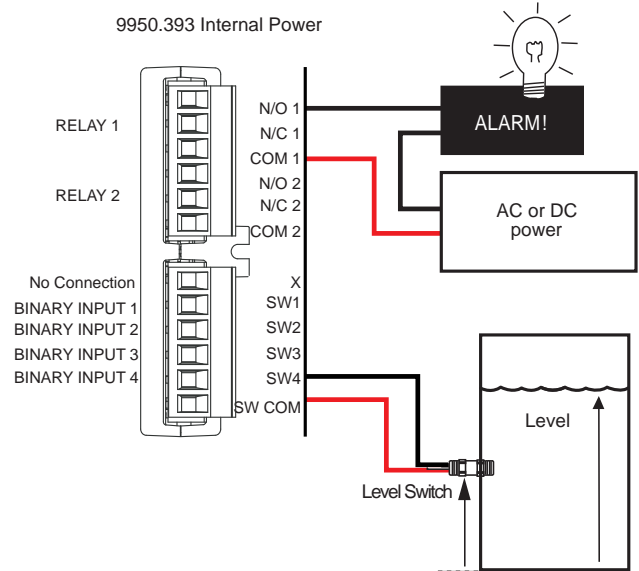 9950.393 Internal Power
RELAY 1
RELAY 2
N/O 1
N/C 1
COM 1
N/O 2
N/C 2
COM 2
ALARM!
AC or DC
power
No Connection
BINARY INPUT 1
BINARY INPUT 2
BINARY INPUT 3
BINARY INPUT 4
X
SW1
SW2
SW3
SW4
SW COM
Level
Level Switch